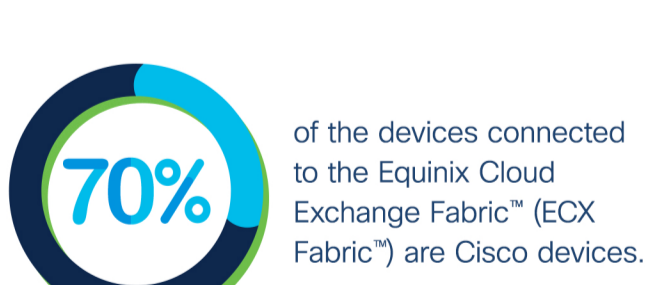 70%
of the devices connected
to the Equinix Cloud
Exchange Fabric™ (ECX
Fabric™) are Cisco devices.